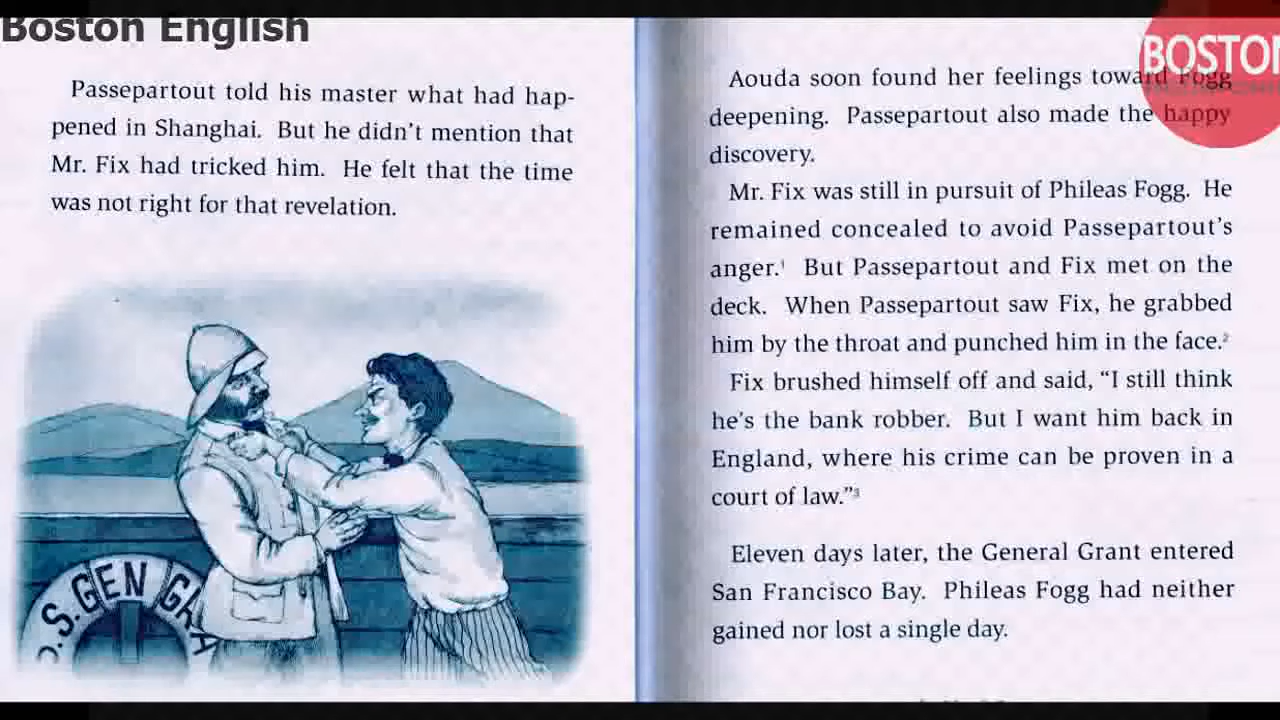 Boston English
Passepartout told his master what had hap-
pened in Shanghai. But he didn't mention that
Mr. Fix had tricked him. He felt that the time
was not right for that revelation.
S.GEN GRA
BOSTON
Aouda soon found her feelings toward Fogg
deepening. Passepartout also made the happy
discovery.
Mr. Fix was still in pursuit of Phileas Fogg. He
remained concealed to avoid Passepartout's
anger.¹ But Passepartout and Fix met on the
deck. When Passepartout saw Fix, he grabbed
him by the throat and punched him in the face.²
Fix brushed himself off and said, “I still think
he's the bank robber. But I want him back in
England, where his crime can be proven in a
court of law.”³
Eleven days later, the General Grant entered
San Francisco Bay. Phileas Fogg had neither
gained nor lost a single day.